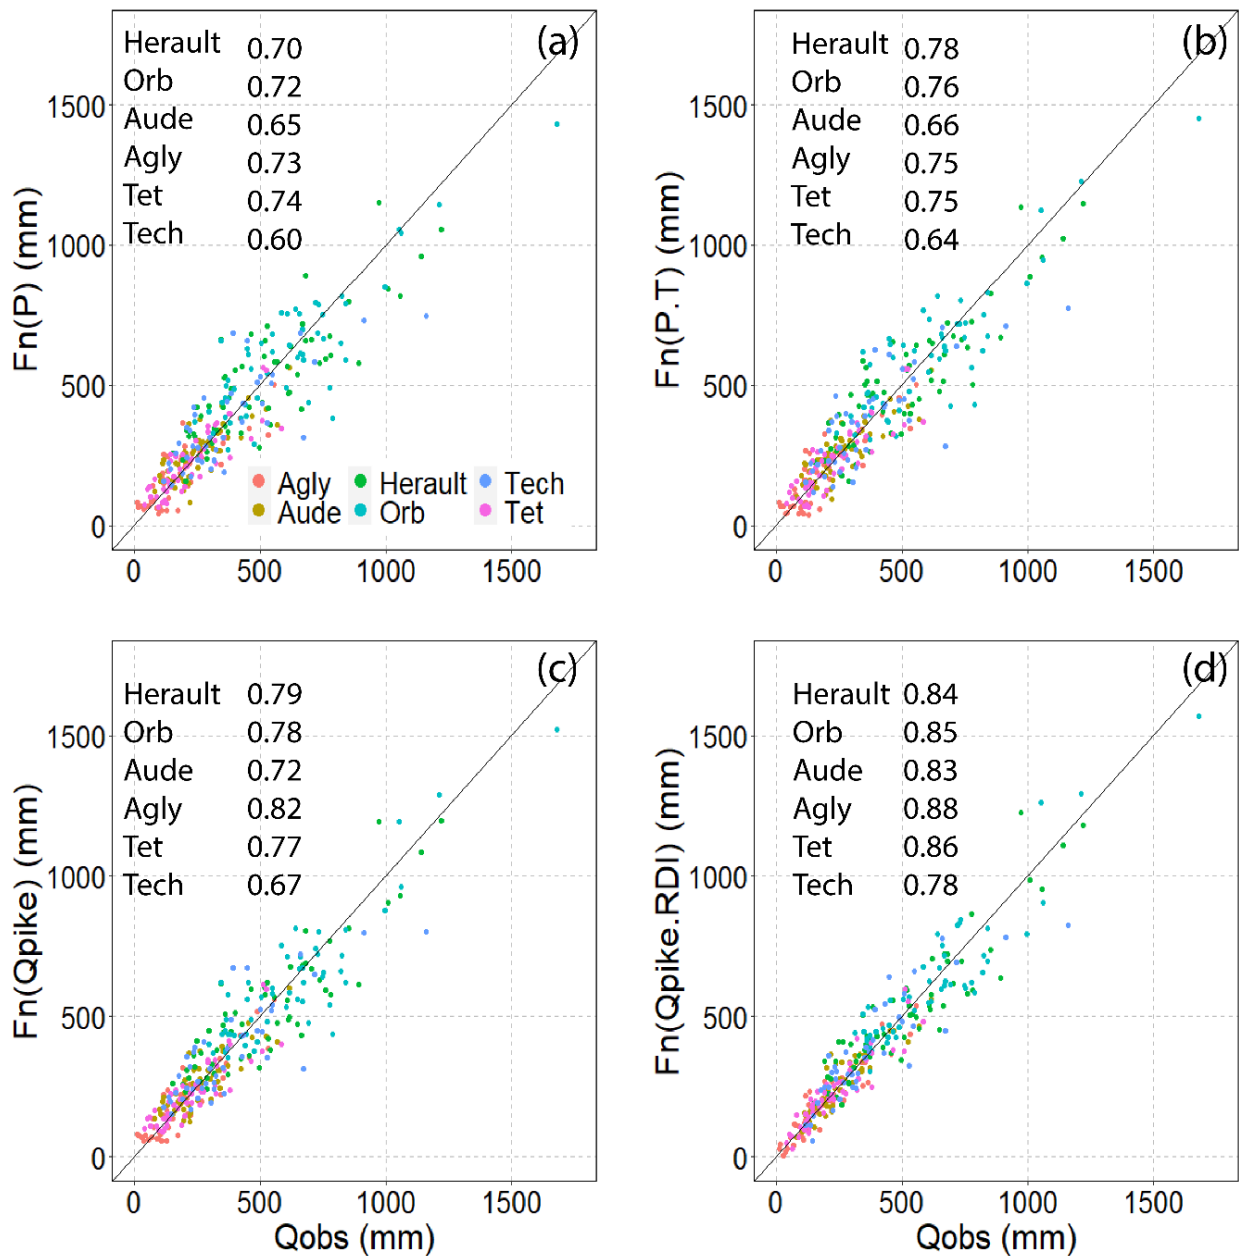 (a)
Herault 0.70
Orb 0.72
Aude 0.65
Agly 0.73
Tet 0.74
Tech 0.60
1500
1000
500
0
Fn(P) (mm)
Agly Herault Tech
Aude Orb Tet
0 500 1000 1500
(b)
Herault 0.78
Orb 0.76
Aude 0.66
Agly 0.75
Tet 0.75
Tech 0.64
1500
1000
500
0
Fn(P.T) (mm)
0 500 1000 1500
(c)
Herault 0.79
Orb 0.78
Aude 0.72
Agly 0.82
Tet 0.77
Tech 0.67
1500
1000
500
0
Fn(Qpike) (mm)
0 500 1000 1500
Qobs (mm)
(d)
Herault 0.84
Orb 0.85
Aude 0.83
Agly 0.88
Tet 0.86
Tech 0.78
1500
1000
500
0
Fn(Qpike.RDI) (mm)
0 500 1000 1500
Qobs (mm)